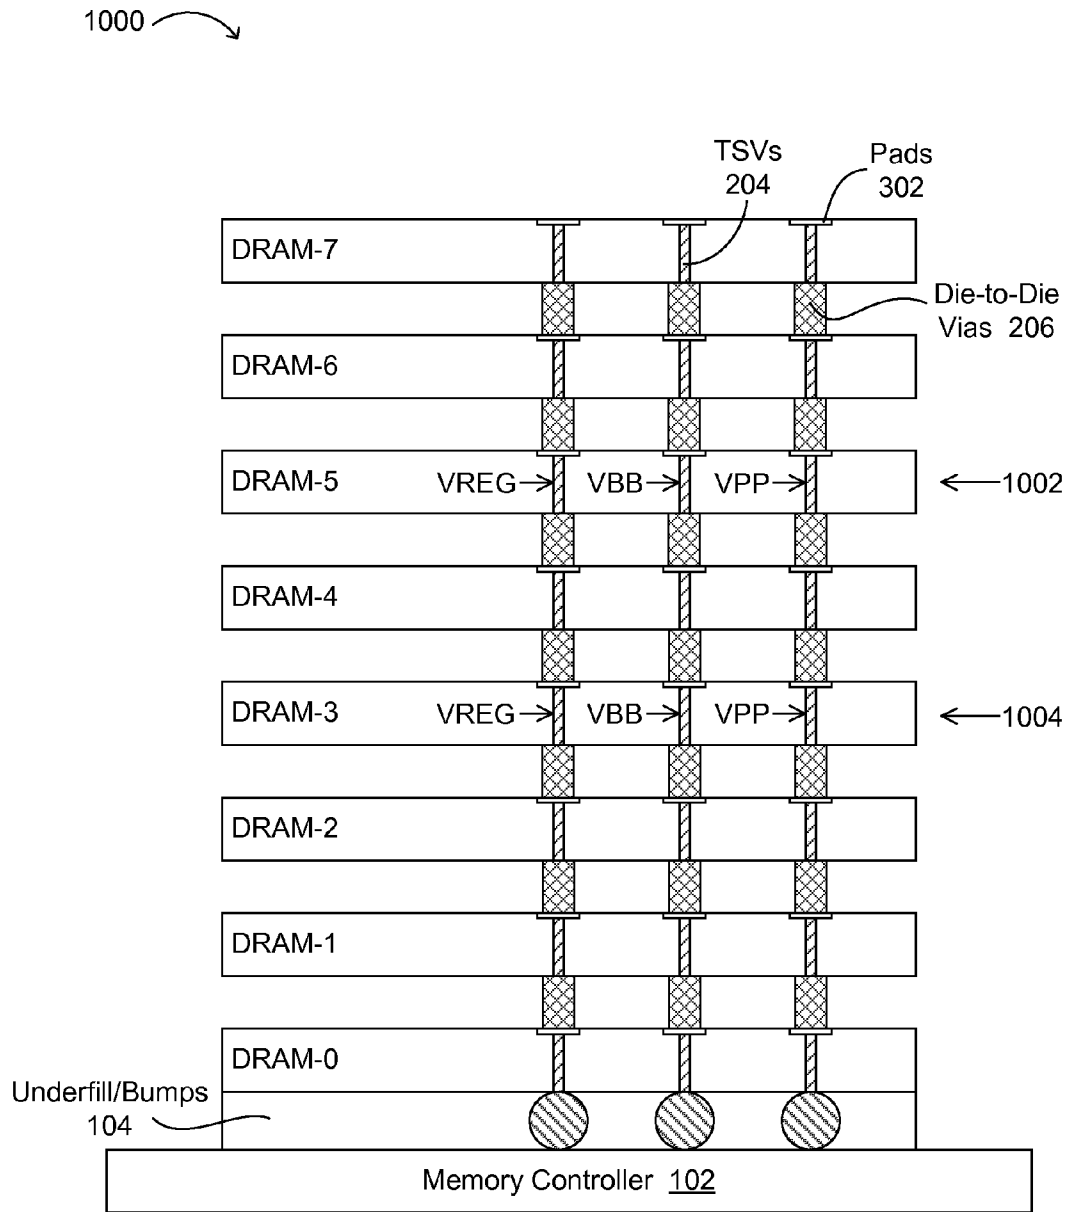 1000
TSVs
204
Pads
302
DRAM-7
Die-to-Die
Vias 206
DRAM-6
DRAM-5
VREG
VBB
VPP
1002
DRAM-4
DRAM-3
VREG
VBB
VPP
1004
DRAM-2
DRAM-1
DRAM-0
Underfill/Bumps
104
Memory Controller 102